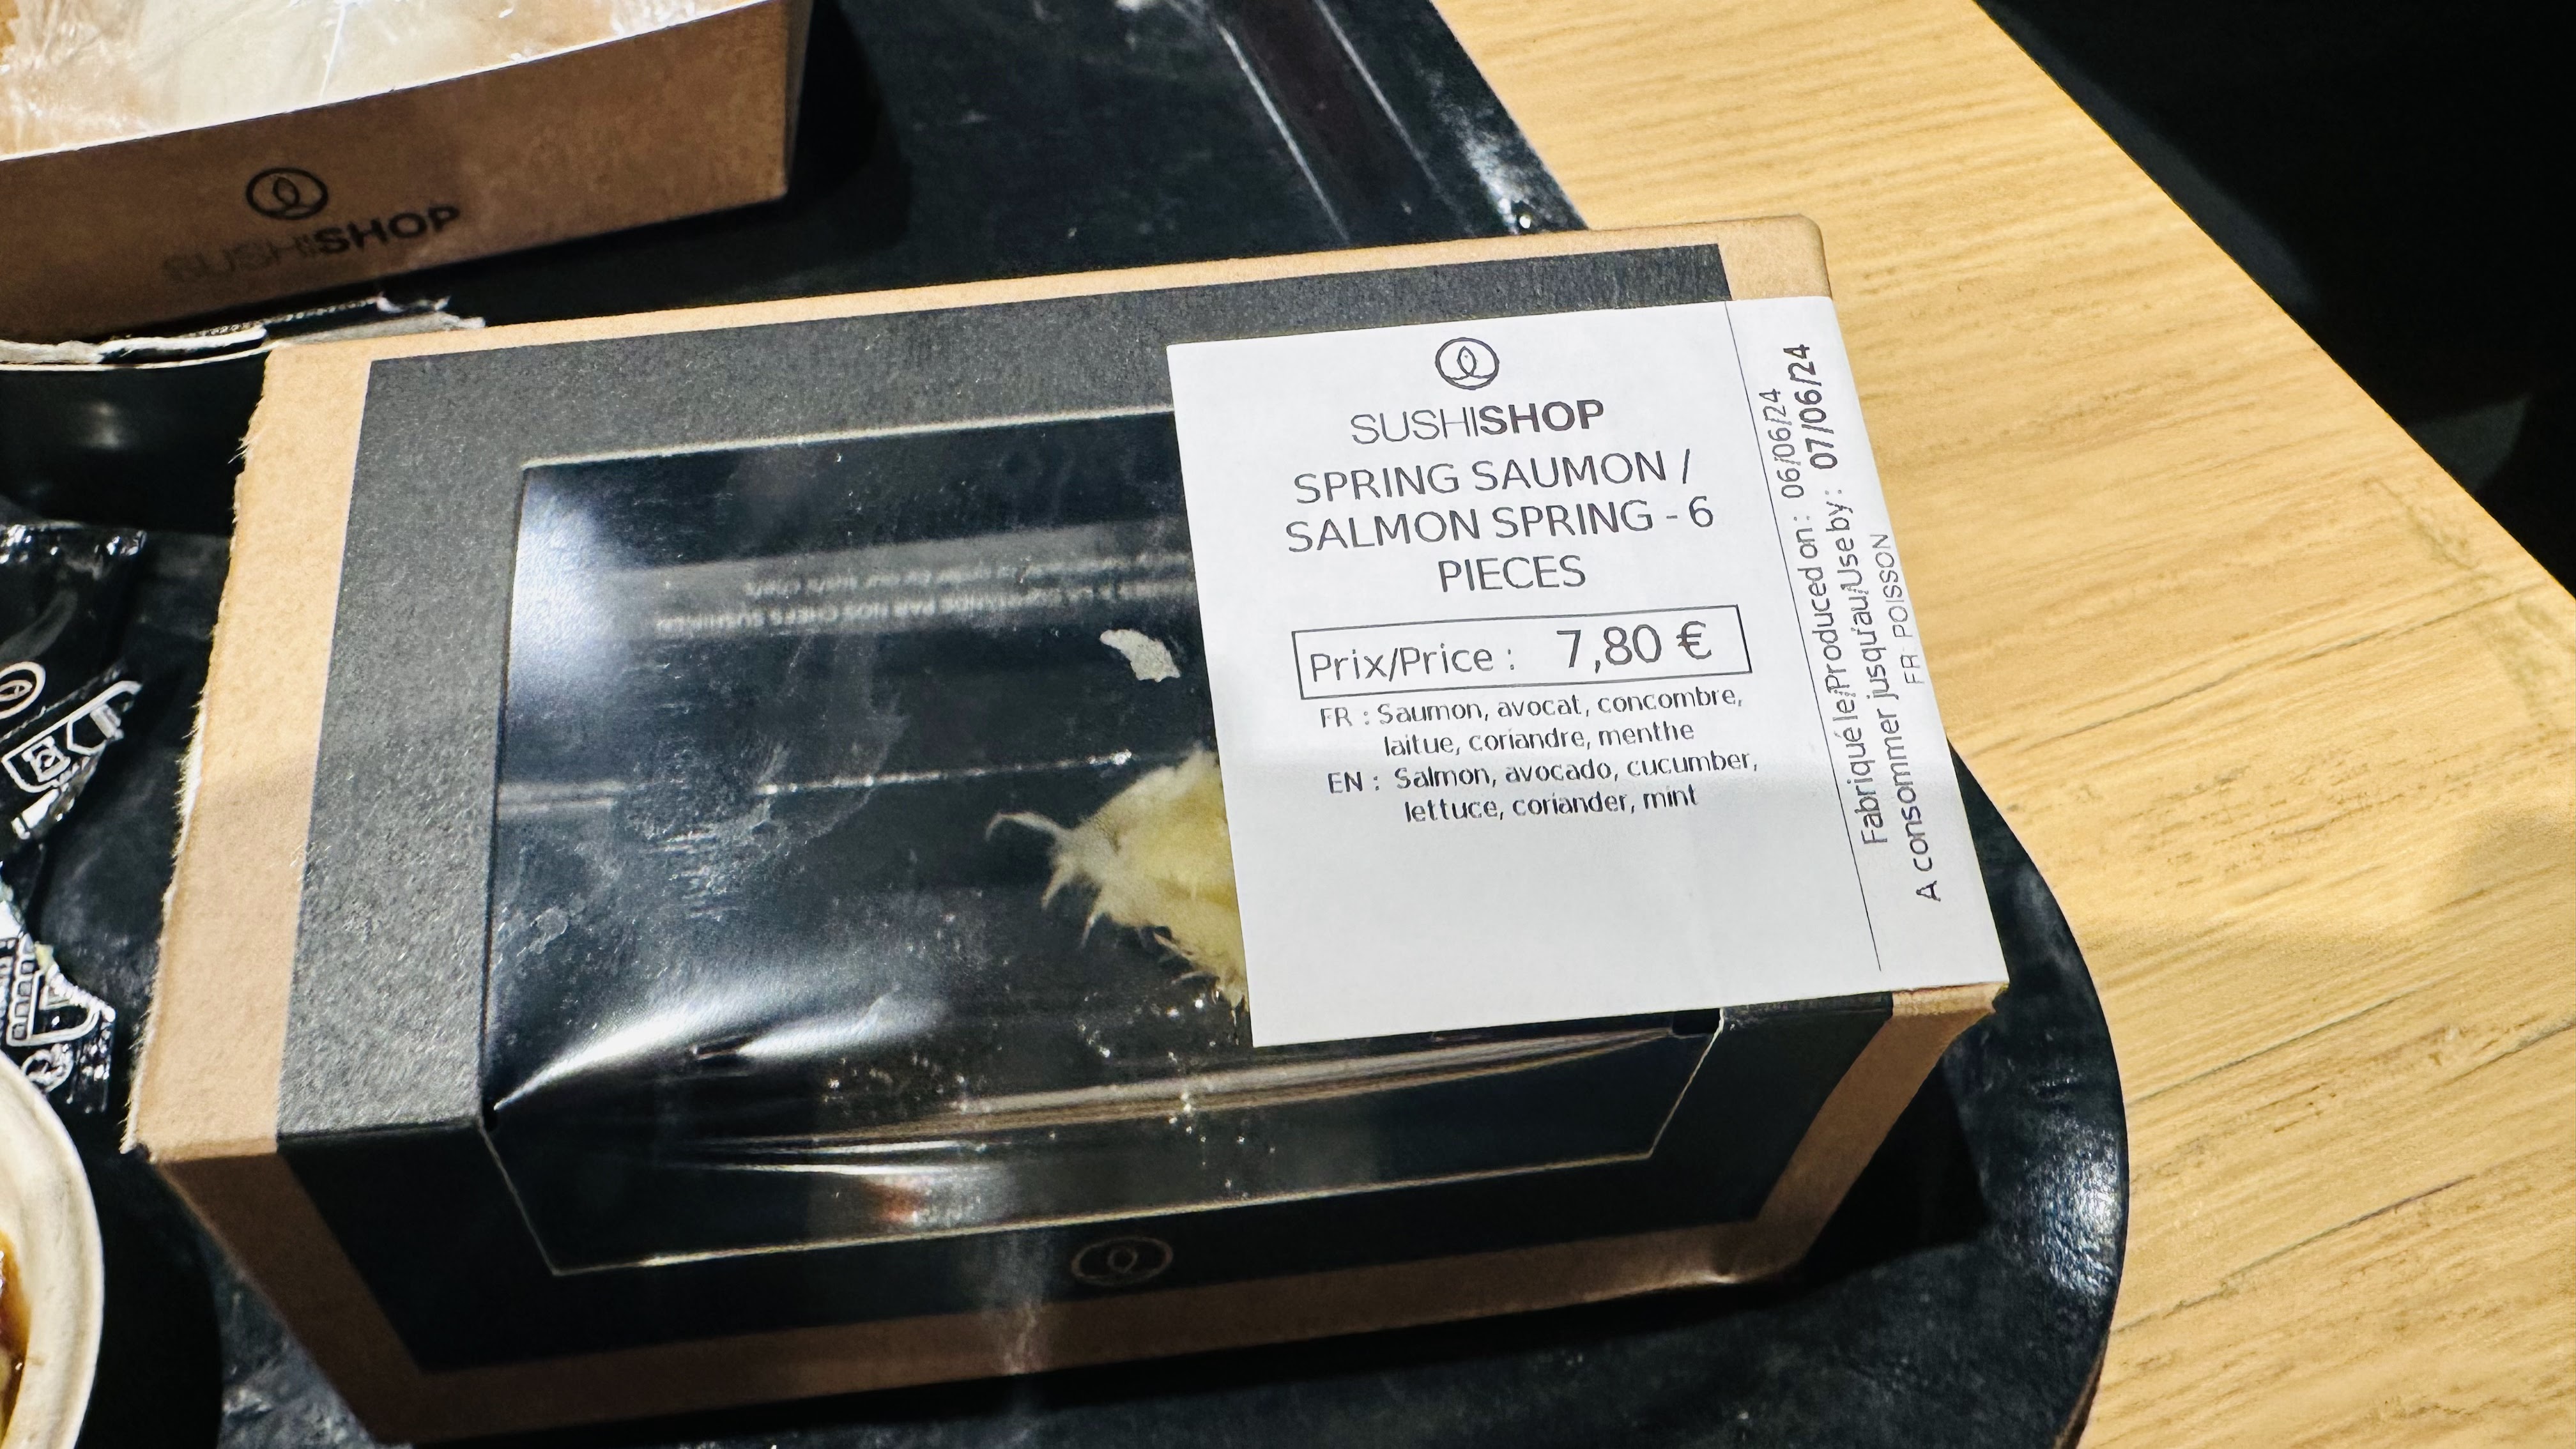 SUSHISHOP
SUSHISHOP
SPRING SAUMON /
SALMON SPRING - 6
PIECES
Prix/Price : 7,80 €
FR : Saumon, avocat, concombre,
laitue, coriandre, menthe
EN : Salmon, avocado, cucumber,
lettuce, coriander, mint
Fabriqué le/Produced on : 06/06/24
A consommer jusqu'au/Use by : 07/06/24
FR POISSON